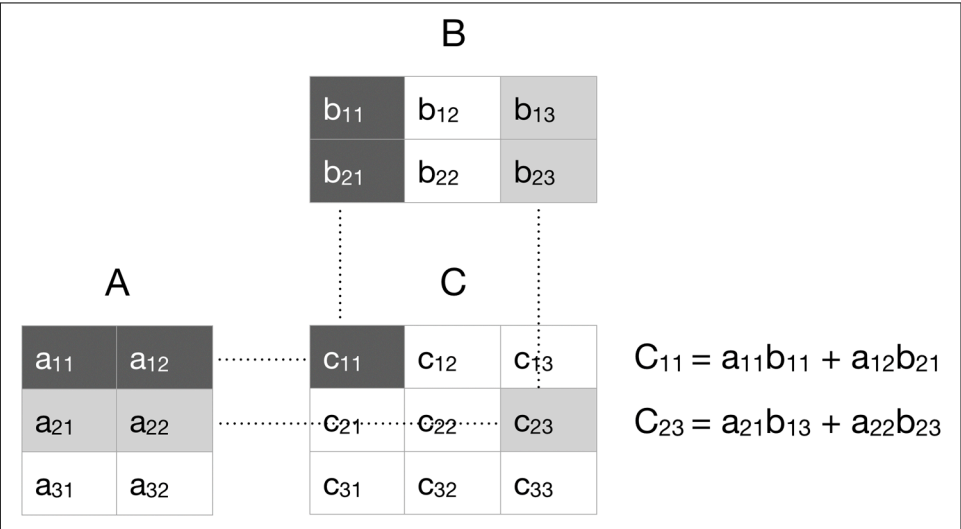 B
b₁₁ b₁₂ b₁₃
b₂₁ b₂₂ b₂₃
A C
a₁₁ a₁₂ c₁₁ c₁₂ c₁₃ C₁₁ = a₁₁b₁₁ + a₁₂b₂₁
a₂₁ a₂₂ c₂₁ c₂₂ c₂₃ C₂₃ = a₂₁b₁₃ + a₂₂b₂₃
a₃₁ a₃₂ c₃₁ c₃₂ c₃₃